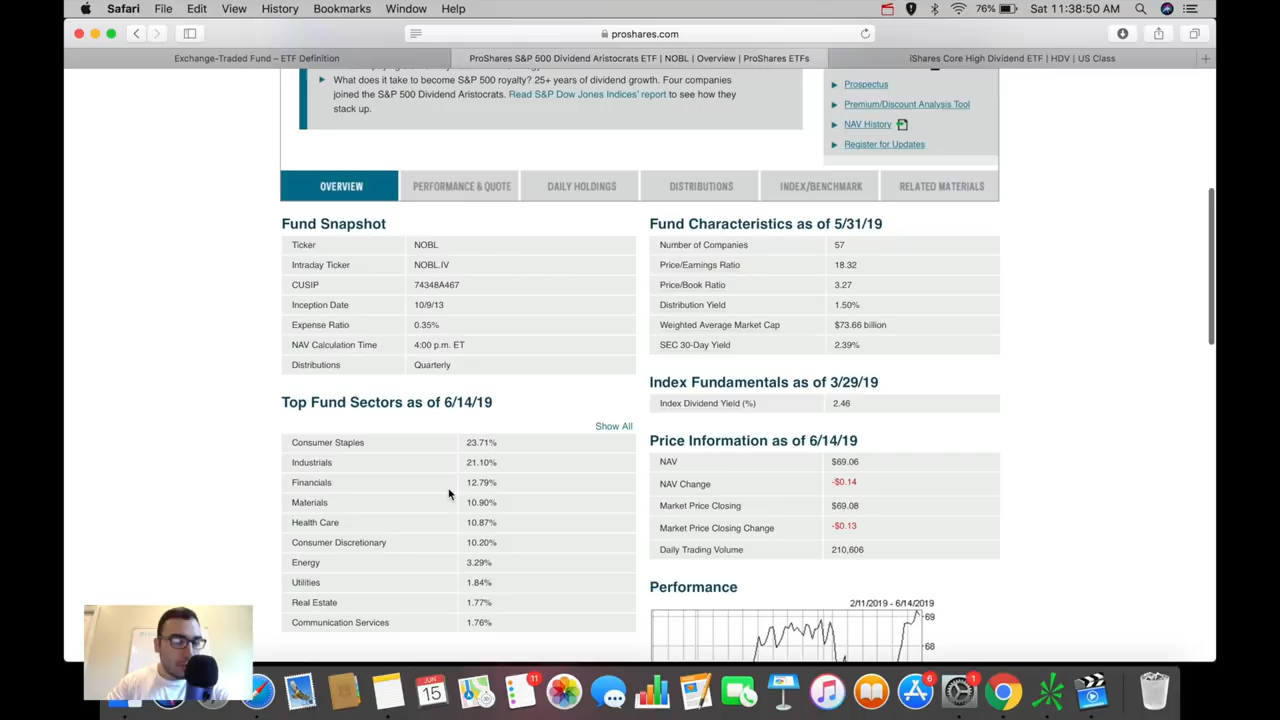 Safari File Edit View History Bookmarks Window Help 76% Sat 11:38:50 AM
proshares.com
Exchange-Traded Fund – ETF Definition ProShares S&P 500 Dividend Aristocrats ETF | NOBL | Overview | ProShares ETFs iShares Core High Dividend ETF | HDV | US Class
What does it take to become S&P 500 royalty? 25+ years of dividend growth. Four companies
joined the S&P 500 Dividend Aristocrats. Read S&P Dow Jones Indices' report to see how they
stack up.
Prospectus
Premium/Discount Analysis Tool
NAV History
Register for Updates
OVERVIEW PERFORMANCE & QUOTE DAILY HOLDINGS DISTRIBUTIONS INDEX/BENCHMARK RELATED MATERIALS
Fund Snapshot
Ticker NOBL
Intraday Ticker NOBL.IV
CUSIP 74348A467
Inception Date 10/9/13
Expense Ratio 0.35%
NAV Calculation Time 4:00 p.m. ET
Distributions Quarterly
Top Fund Sectors as of 6/14/19
Show All
Consumer Staples 23.71%
Industrials 21.10%
Financials 12.79%
Materials 10.90%
Health Care 10.87%
Consumer Discretionary 10.20%
Energy 3.29%
Utilities 1.84%
Real Estate 1.77%
Communication Services 1.76%
Fund Characteristics as of 5/31/19
Number of Companies 57
Price/Earnings Ratio 18.32
Price/Book Ratio 3.27
Distribution Yield 1.50%
Weighted Average Market Cap $73.66 billion
SEC 30-Day Yield 2.39%
Index Fundamentals as of 3/29/19
Index Dividend Yield (%) 2.46
Price Information as of 6/14/19
NAV $69.06
NAV Change -$0.14
Market Price Closing $69.08
Market Price Closing Change -$0.13
Daily Trading Volume 210,606
Performance
2/11/2019 - 6/14/2019
69
68
JUN
15
11
6
1